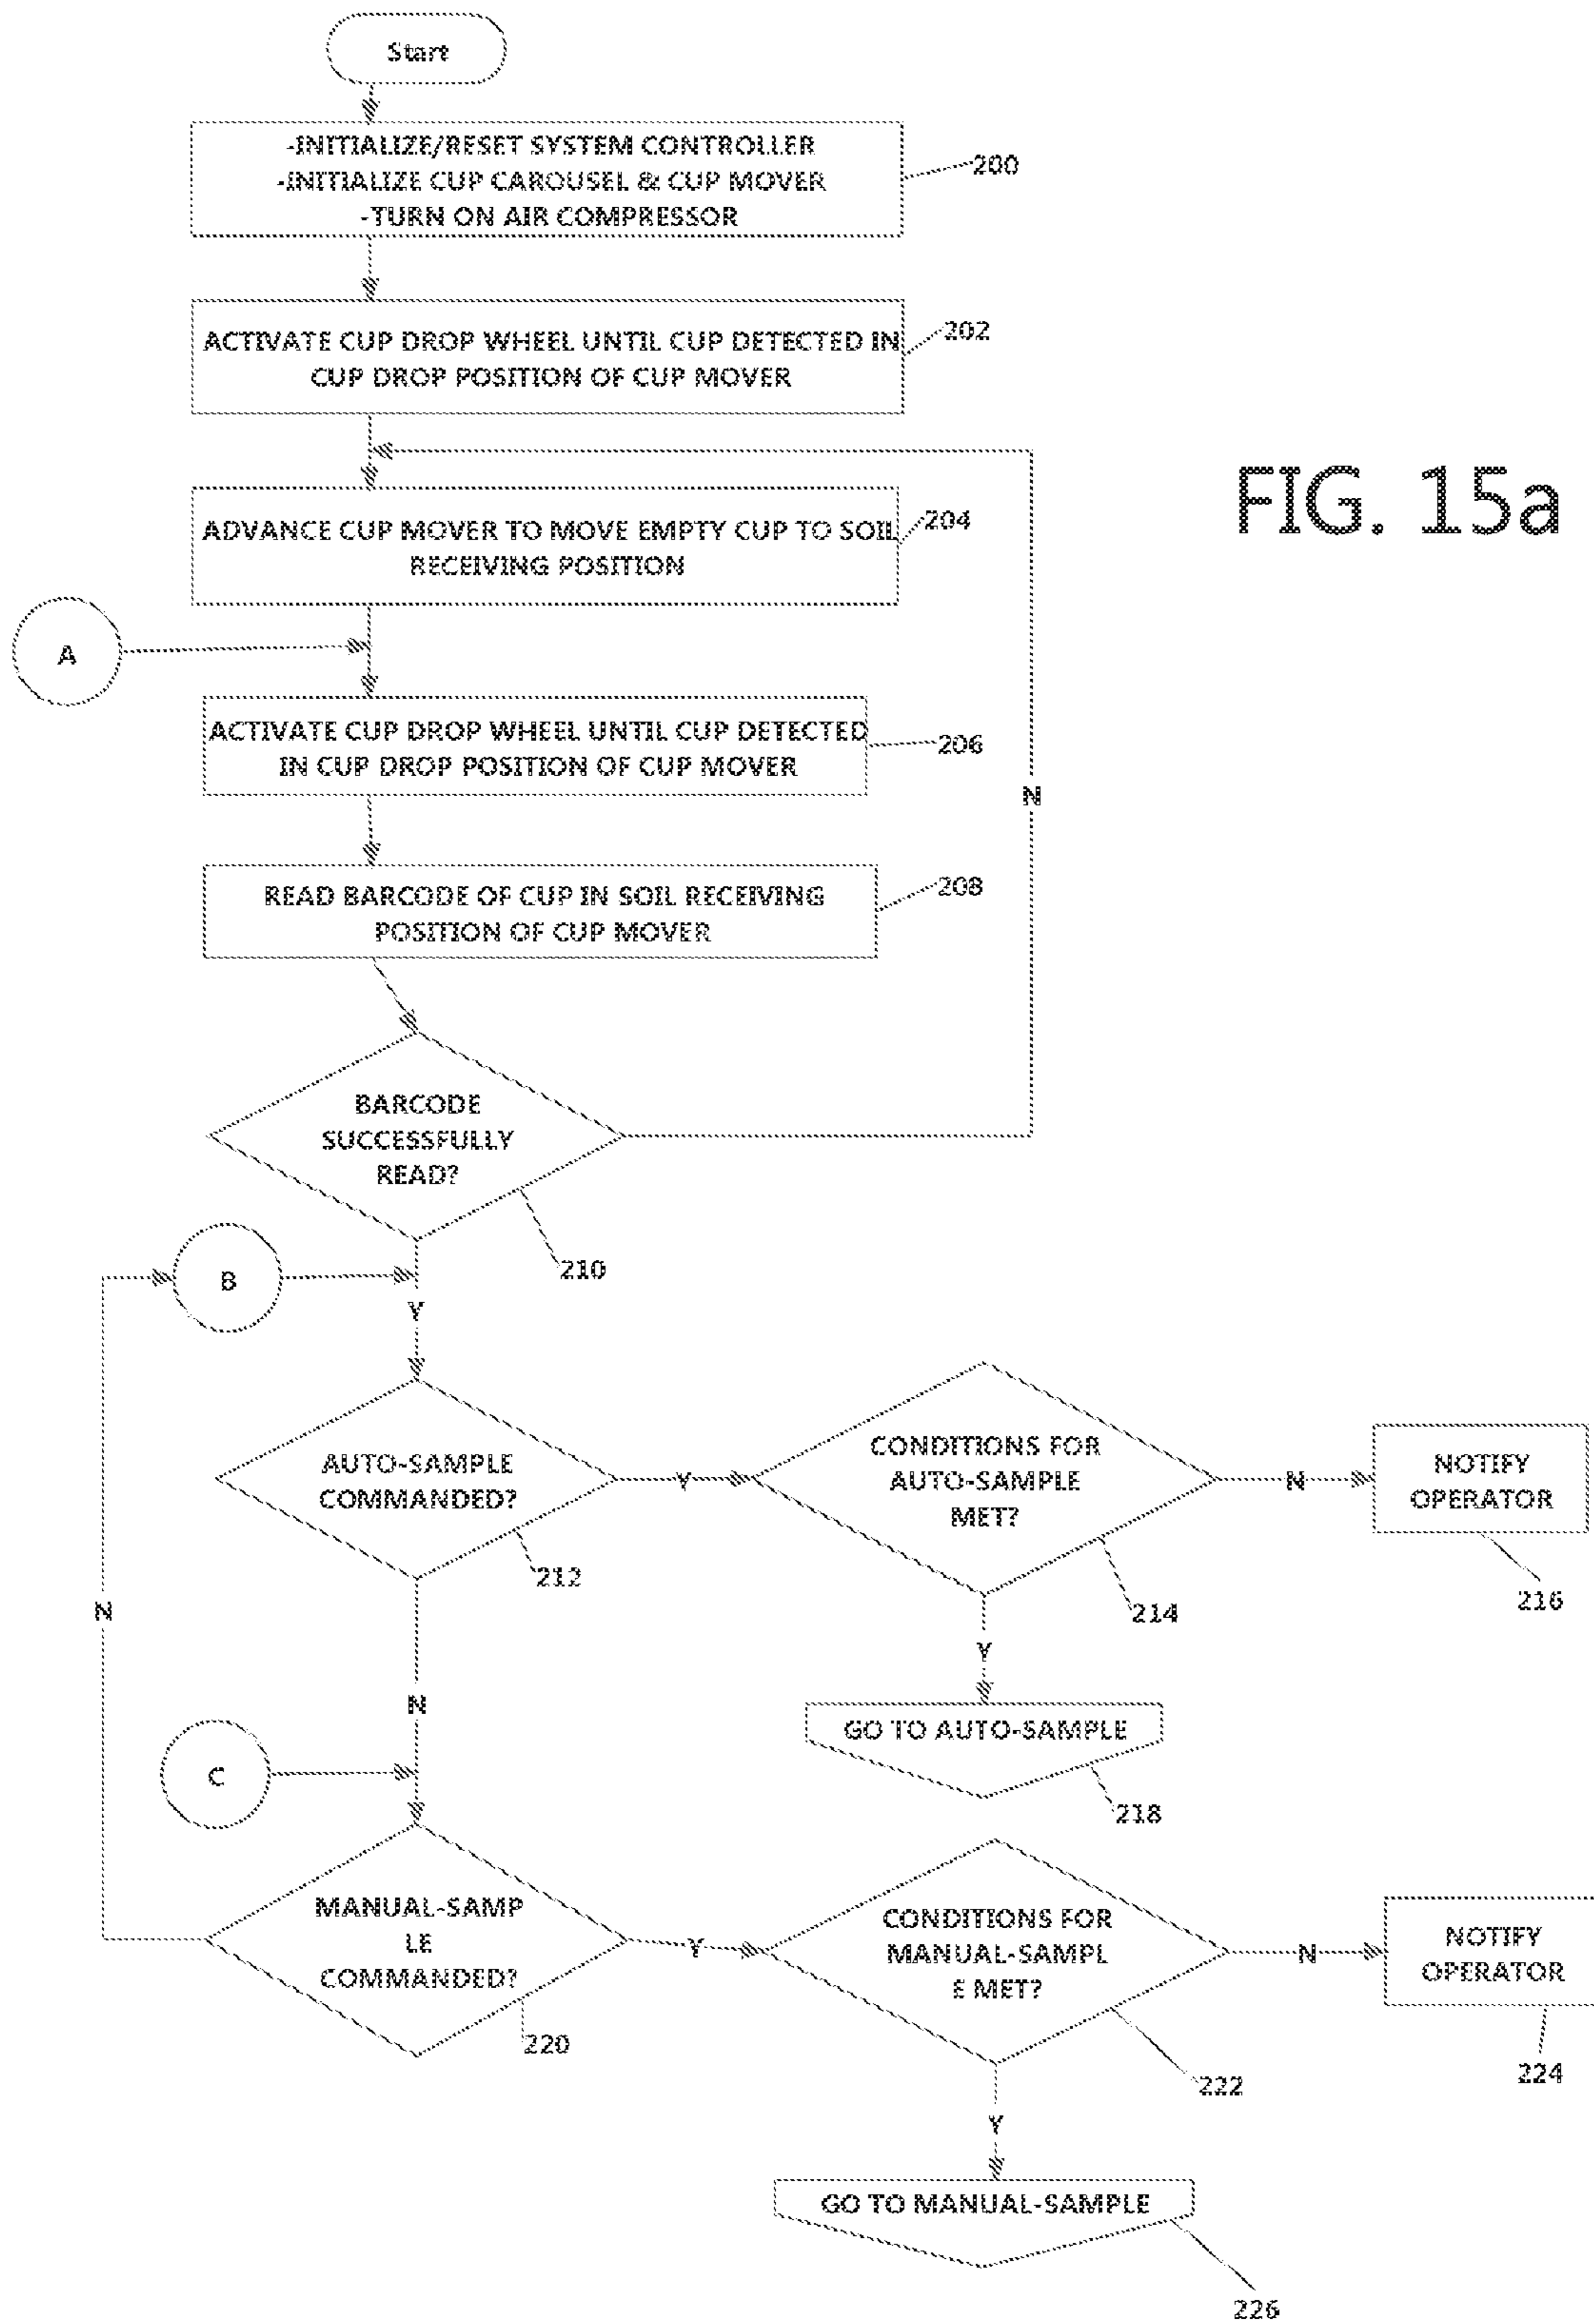 Start
-INITIALIZE/RESET SYSTEM CONTROLLER
-INITIALIZE CUP CAROUSEL & CUP MOVER
-TURN ON AIR COMPRESSOR
200
ACTIVATE CUP DROP WHEEL UNTIL CUP DETECTED IN
CUP DROP POSITION OF CUP MOVER
202
FIG. 15a
ADVANCE CUP MOVER TO MOVE EMPTY CUP TO SOIL
RECEIVING POSITION
204
A
ACTIVATE CUP DROP WHEEL UNTIL CUP DETECTED
IN CUP DROP POSITION OF CUP MOVER
206
N
READ BARCODE OF CUP IN SOIL RECEIVING
POSITION OF CUP MOVER
208
BARCODE
SUCCESSFULLY
READ?
210
B
Y
AUTO-SAMPLE
COMMANDED?
212
Y
CONDITIONS FOR
AUTO-SAMPLE
MET?
214
N
NOTIFY
OPERATOR
216
N
Y
N
GO TO AUTO-SAMPLE
218
C
MANUAL-SAMP
LE
COMMANDED?
220
Y
CONDITIONS FOR
MANUAL-SAMPL
E MET?
222
N
NOTIFY
OPERATOR
224
Y
GO TO MANUAL-SAMPLE
226